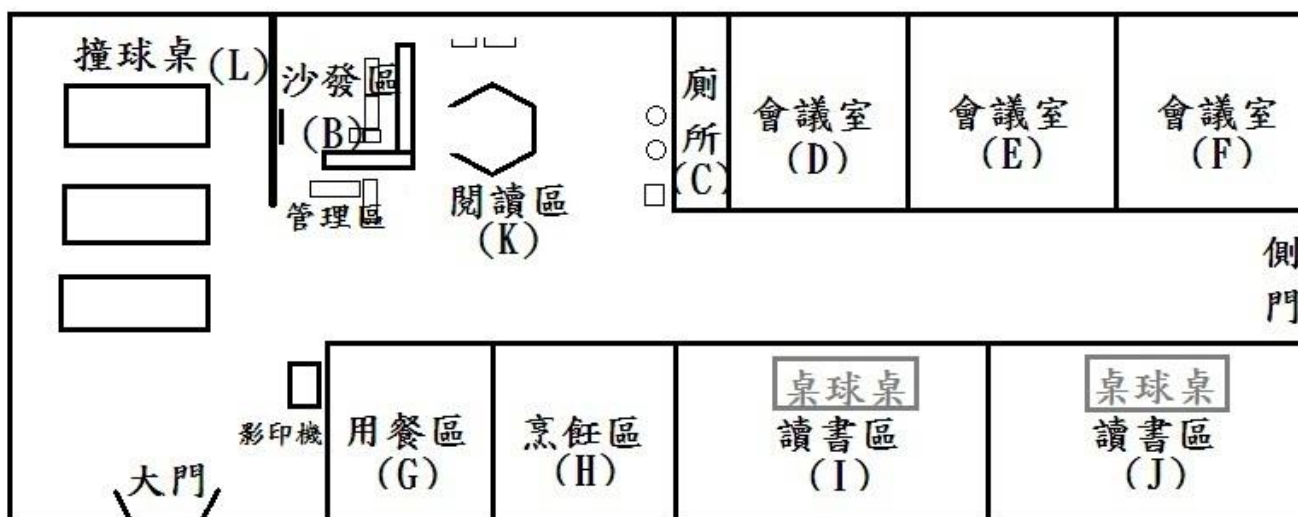 撞球桌(L)
沙發區
(B)
管理區
閱讀區
(K)
廁所
(C)
會議室
(D)
會議室
(E)
會議室
(F)
側門
影印機
大門
用餐區
(G)
烹飪區
(H)
桌球桌
讀書區
(I)
桌球桌
讀書區
(J)